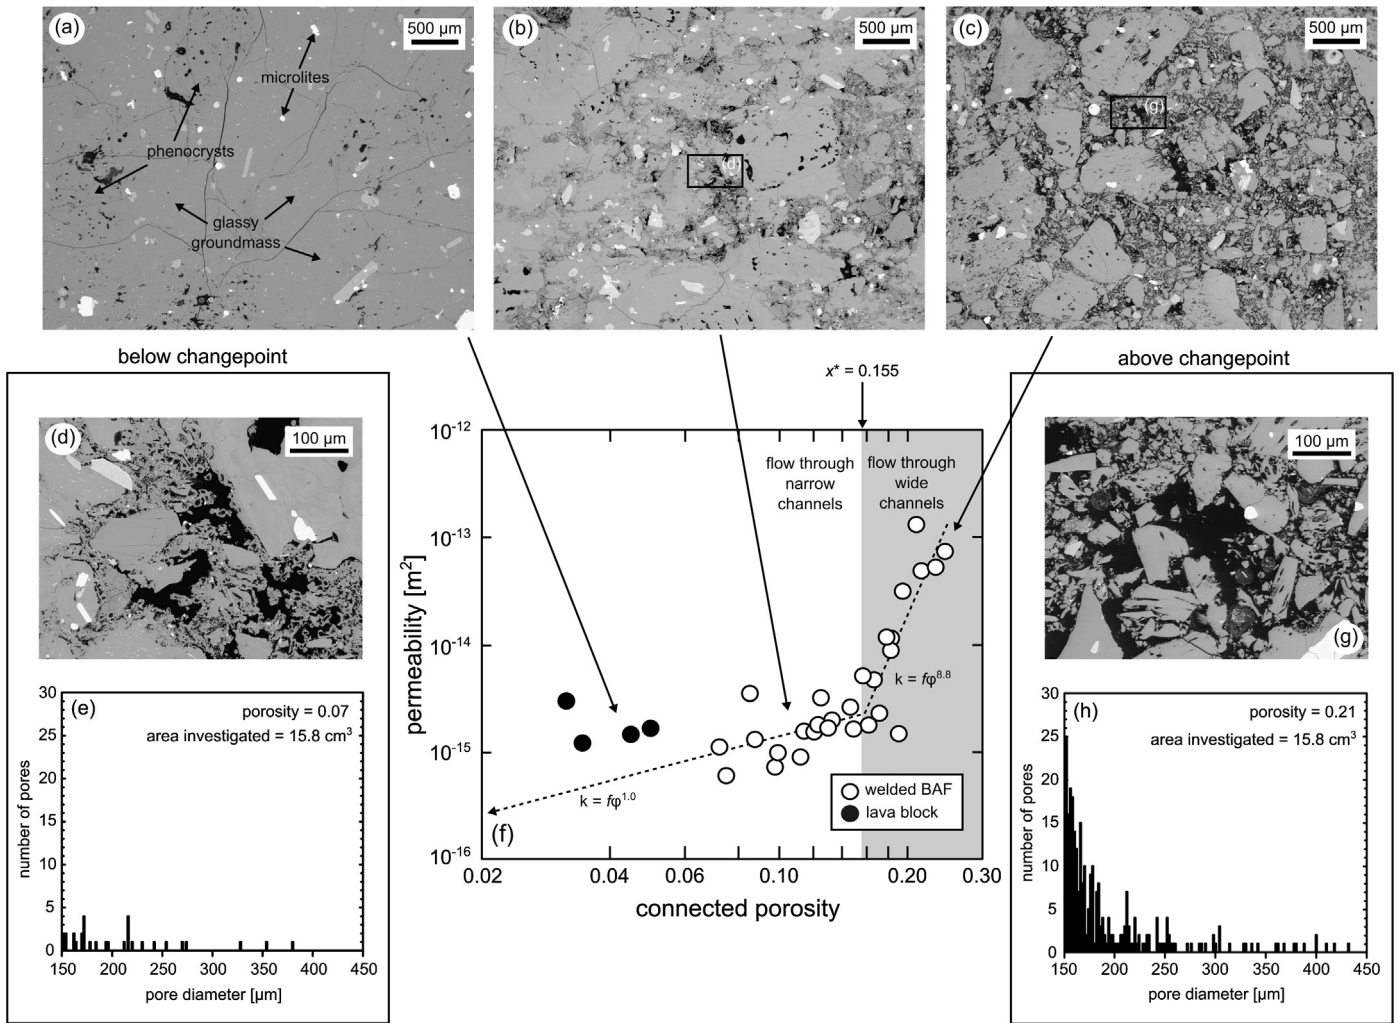 (a)
500 µm
microlites
phenocrysts
glassy
groundmass
(b)
500 µm
(d)
(c)
500 µm
(g)
below changepoint
above changepoint
x* = 0.155
(d)
100 µm
(e)
porosity = 0.07
area investigated = 15.8 cm³
30
25
20
15
10
5
0
number of pores
150
200
250
300
350
400
450
pore diameter [µm]
10⁻¹²
10⁻¹³
10⁻¹⁴
10⁻¹⁵
10⁻¹⁶
permeability [m²]
flow through
narrow
channels
flow through
wide
channels
k = fφ⁸·⁸
k = fφ¹·⁰
welded BAF
lava block
(f)
0.02
0.04
0.06
0.10
0.20
0.30
connected porosity
100 µm
(g)
(h)
porosity = 0.21
area investigated = 15.8 cm³
30
25
20
15
10
5
0
number of pores
150
200
250
300
350
400
450
pore diameter [µm]